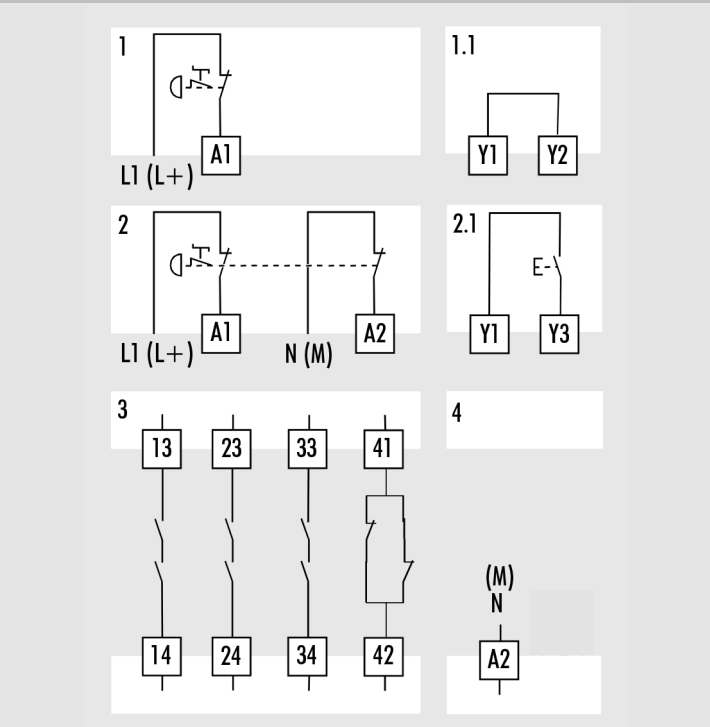 1
A1
L1 (L+)
1.1
Y1 Y2
2
A1 A2
L1 (L+) N (M)
2.1
E
Y1 Y3
3
13 23 33 41
14 24 34 42
4
(M)
N
A2